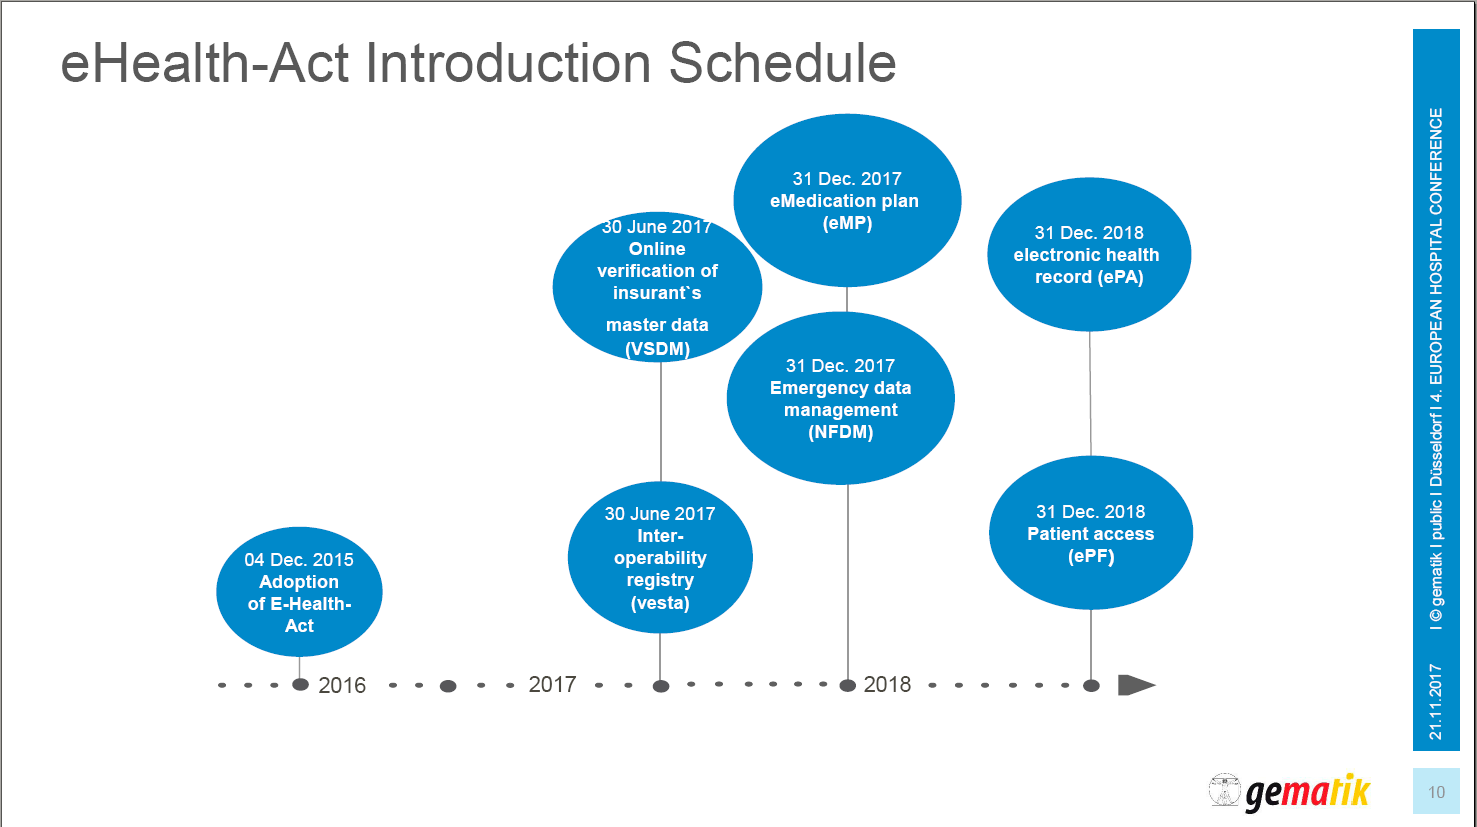 eHealth-Act Introduction Schedule
04 Dec. 2015
Adoption
of E-Health-
Act
30 June 2017
Online
verification of
insurant`s
master data
(VSDM)
30 June 2017
Inter-
operability
registry
(vesta)
31 Dec. 2017
eMedication plan
(eMP)
31 Dec. 2017
Emergency data
management
(NFDM)
31 Dec. 2018
electronic health
record (ePA)
31 Dec. 2018
Patient access
(ePF)
2016
2017
2018
21.11.2017 I © gematik I public I Düsseldorf I 4. EUROPEAN HOSPITAL CONFERENCE
gematik
10